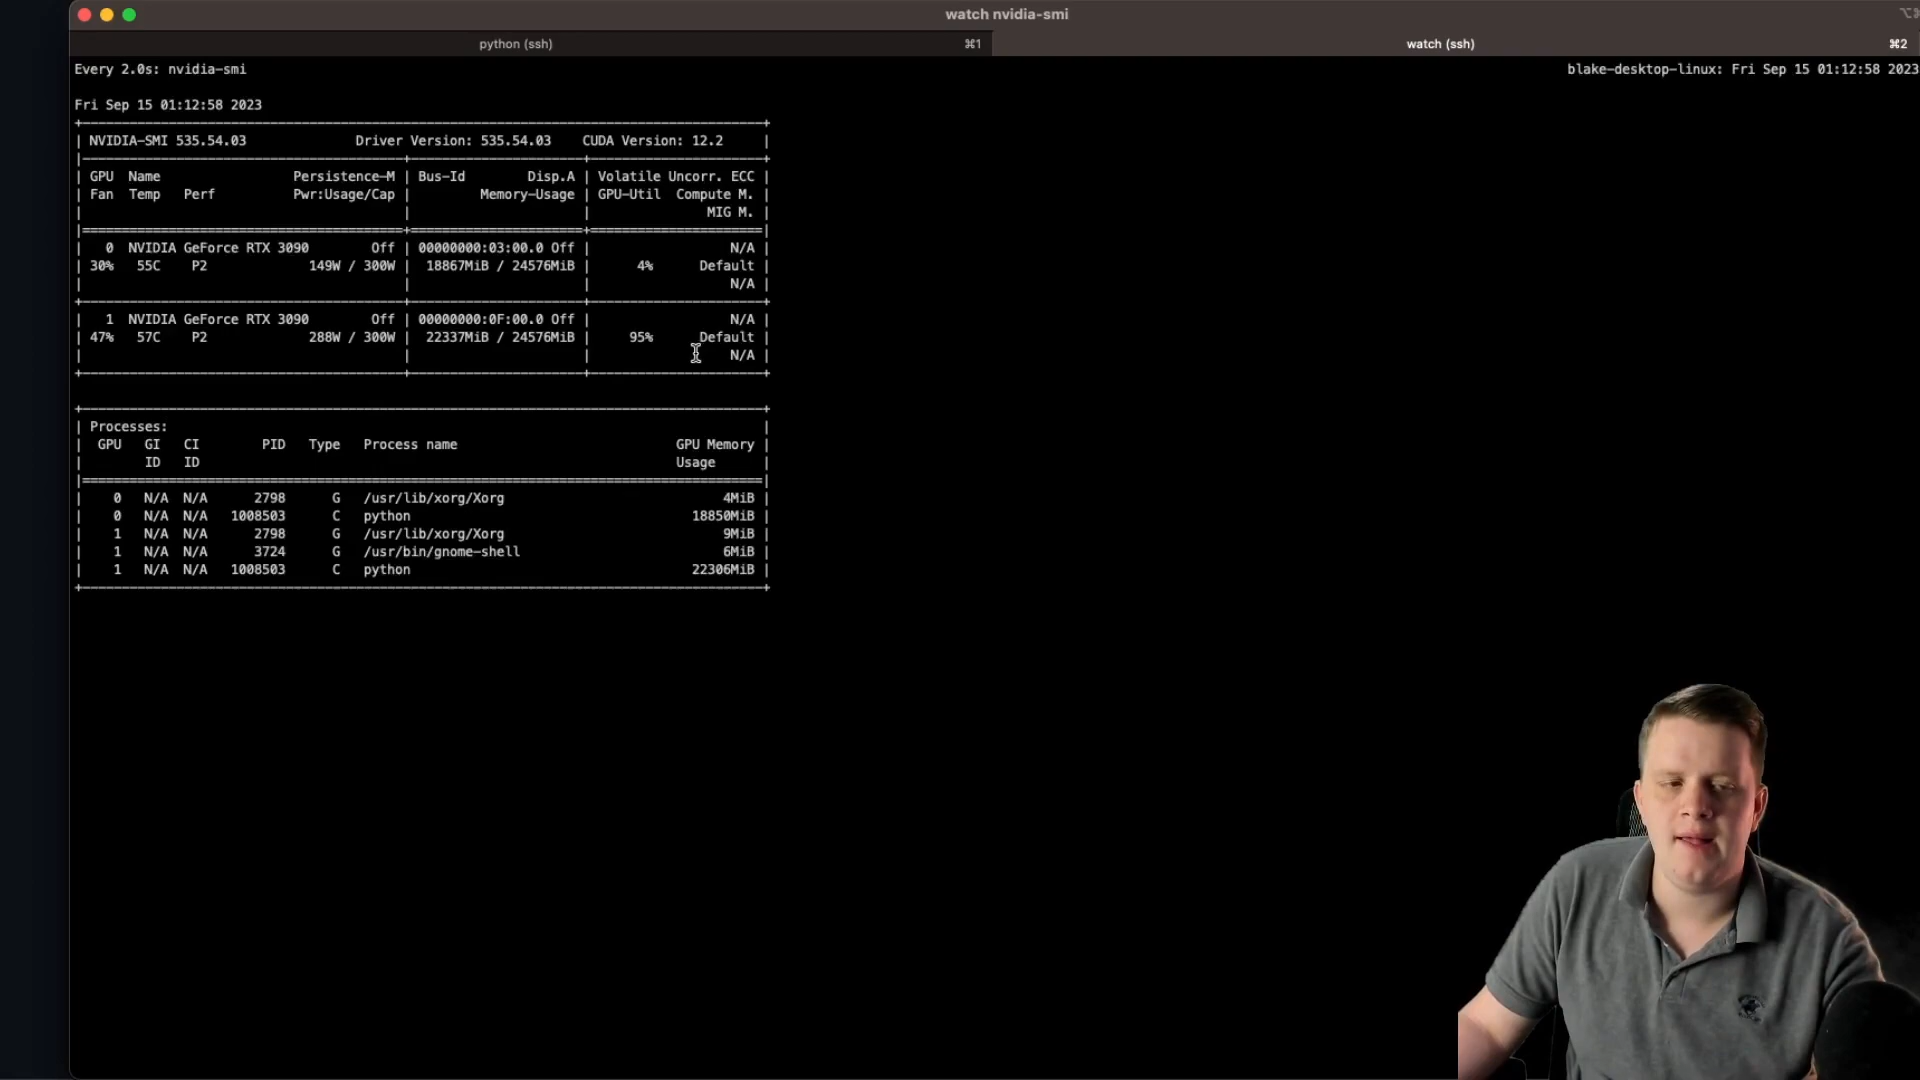 watch nvidia-smi
python (ssh) ⌘1 watch (ssh) ⌘2
Every 2.0s: nvidia-smi blake-desktop-linux: Fri Sep 15 01:12:58 2023
Fri Sep 15 01:12:58 2023
NVIDIA-SMI 535.54.03 Driver Version: 535.54.03 CUDA Version: 12.2
GPU Name Persistence-M | Bus-Id Disp.A | Volatile Uncorr. ECC
Fan Temp Perf Pwr:Usage/Cap | Memory-Usage | GPU-Util Compute M.
MIG M.
0 NVIDIA GeForce RTX 3090 Off | 00000000:03:00.0 Off | N/A
30% 55C P2 149W / 300W | 18867MiB / 24576MiB | 4% Default
N/A
1 NVIDIA GeForce RTX 3090 Off | 00000000:0F:00.0 Off | N/A
47% 57C P2 288W / 300W | 22337MiB / 24576MiB | 95% Default
N/A
Processes:
GPU GI CI PID Type Process name GPU Memory
ID ID Usage
0 N/A N/A 2798 G /usr/lib/xorg/Xorg 4MiB
0 N/A N/A 1008503 C python 18850MiB
1 N/A N/A 2798 G /usr/lib/xorg/Xorg 9MiB
1 N/A N/A 3724 G /usr/bin/gnome-shell 6MiB
1 N/A N/A 1008503 C python 22306MiB